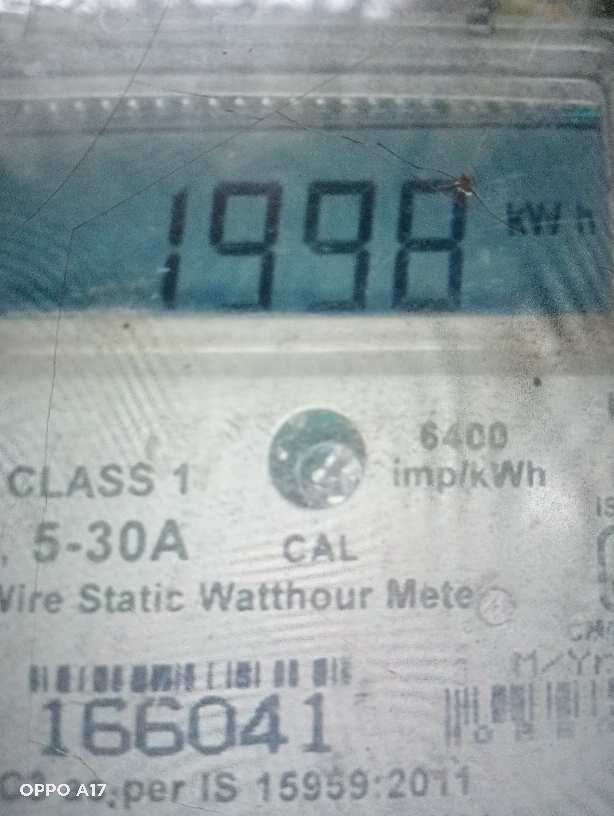 1998 kWh
6400
CLASS 1 imp/kWh
5-30A CAL
Wire Static Watthour Mete
M/Yr
166041
as per IS 15959:2011
OPPO A17